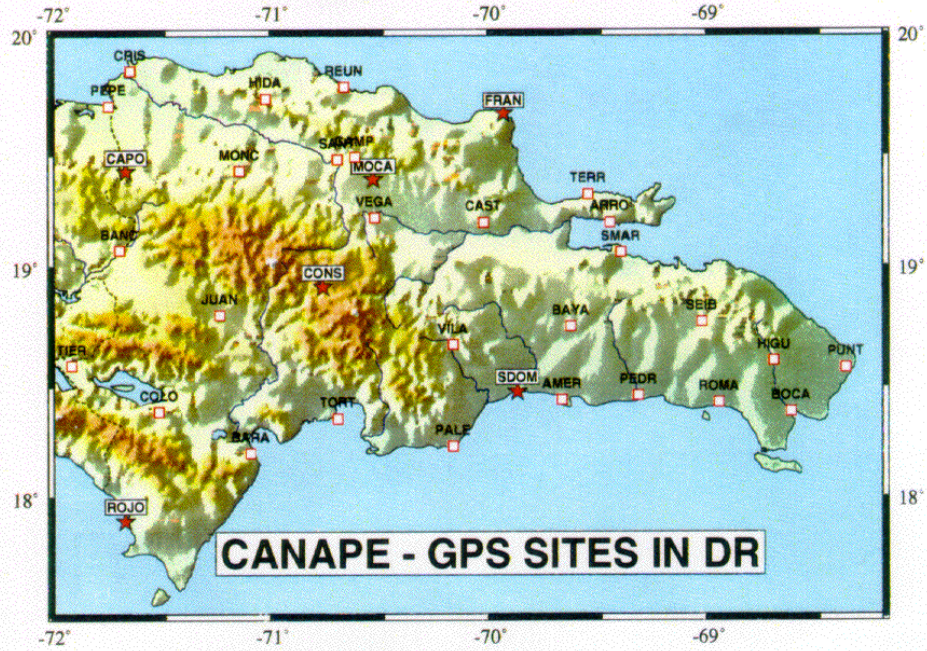 -72 -71 -70 -69
20° 20°
CRIS
REUN
HIDA
PEPE
FRAN
CAPO
MONC
MOCA
TERR
VEGA
CAST
ARRO
BANC
SMAR
19° 19°
CONS
JUAN
BAYA
SEIB
VILA
TIER
HIGU
PUNT
SDOM
AMER
PEDR
ROMA
BOCA
COLO
TORT
BARA
PALE
18° 18°
ROJO
CANAPE - GPS SITES IN DR
-72 -71° -70° -69°